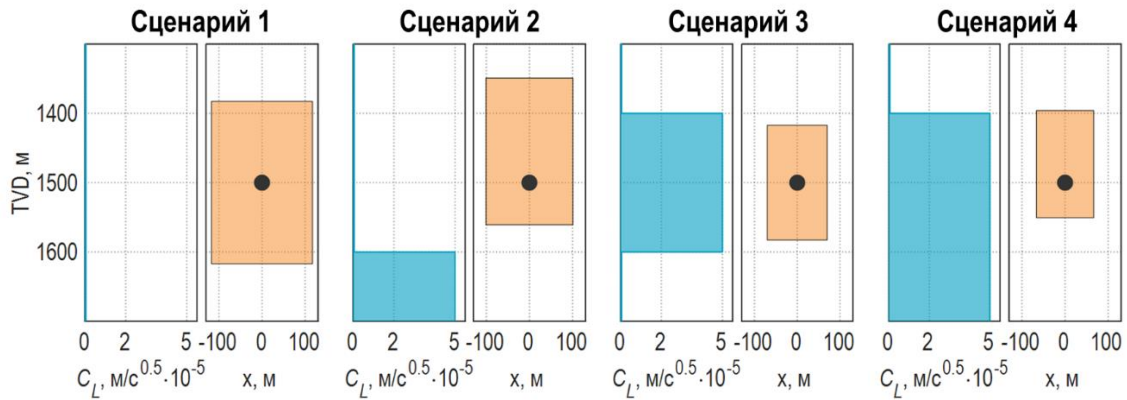 Сценарий 1 Сценарий 2 Сценарий 3 Сценарий 4
TVD, м
1400
1500
1600
0 2 5 -100 0 100 0 2 5 -100 0 100 0 2 5 -100 0 100 0 2 5 -100 0 100
C_L, м/с^0.5·10^-5 x, м C_L, м/с^0.5·10^-5 x, м C_L, м/с^0.5·10^-5 x, м C_L, м/с^0.5·10^-5 x, м